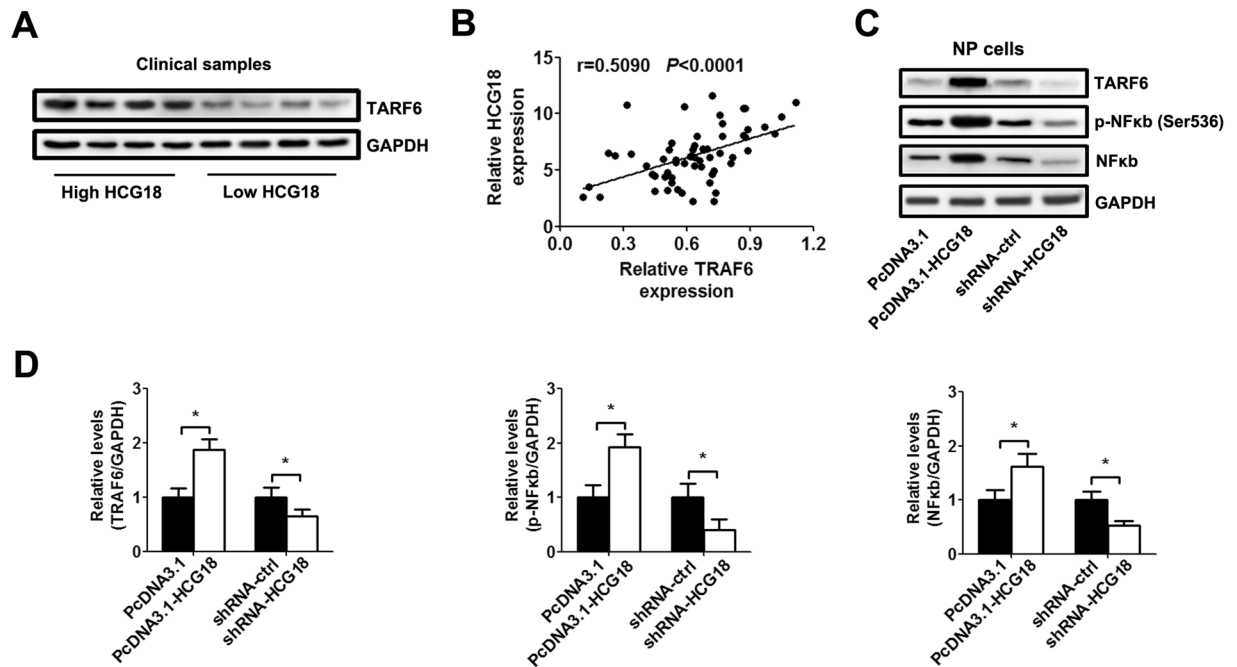 A
Clinical samples
TARF6
GAPDH
High HCG18
Low HCG18
B
r=0.5090 P<0.0001
Relative HCG18
expression
15
10
5
0
0.0 0.3 0.6 0.9 1.2
Relative TRAF6
expression
C
NP cells
TARF6
p-NFκb (Ser536)
NFκb
GAPDH
PcDNA3.1
PcDNA3.1-HCG18
shRNA-ctrl
shRNA-HCG18
D
Relative levels
(TRAF6/GAPDH)
3
2
1
0
*
*
PcDNA3.1
PcDNA3.1-HCG18
shRNA-ctrl
shRNA-HCG18
Relative levels
(p-NFκb/GAPDH)
3
2
1
0
*
*
PcDNA3.1
PcDNA3.1-HCG18
shRNA-ctrl
shRNA-HCG18
Relative levels
(NFκb/GAPDH)
3
2
1
0
*
*
PcDNA3.1
PcDNA3.1-HCG18
shRNA-ctrl
shRNA-HCG18